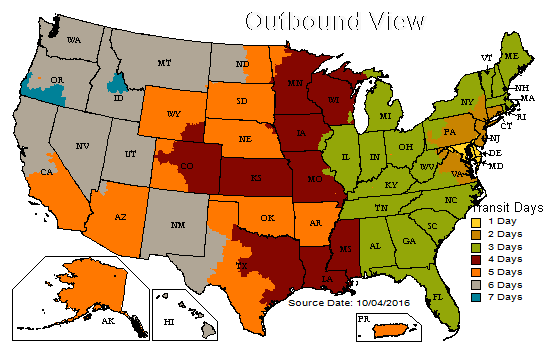 Outbound View
WA
MT
ND
MN
OR
ID
WY
SD
WI
MI
NY
VT
ME
NH
MA
RI
CT
NJ
DE
MD
PA
NV
UT
CO
NE
IA
IL
IN
OH
WV
VA
CA
AZ
NM
KS
MO
KY
TN
NC
SC
OK
AR
TX
LA
MS
AL
GA
FL
AK
HI
PR
Transit Days
1 Day
2 Days
3 Days
4 Days
5 Days
6 Days
7 Days
Source Date: 10/04/2016